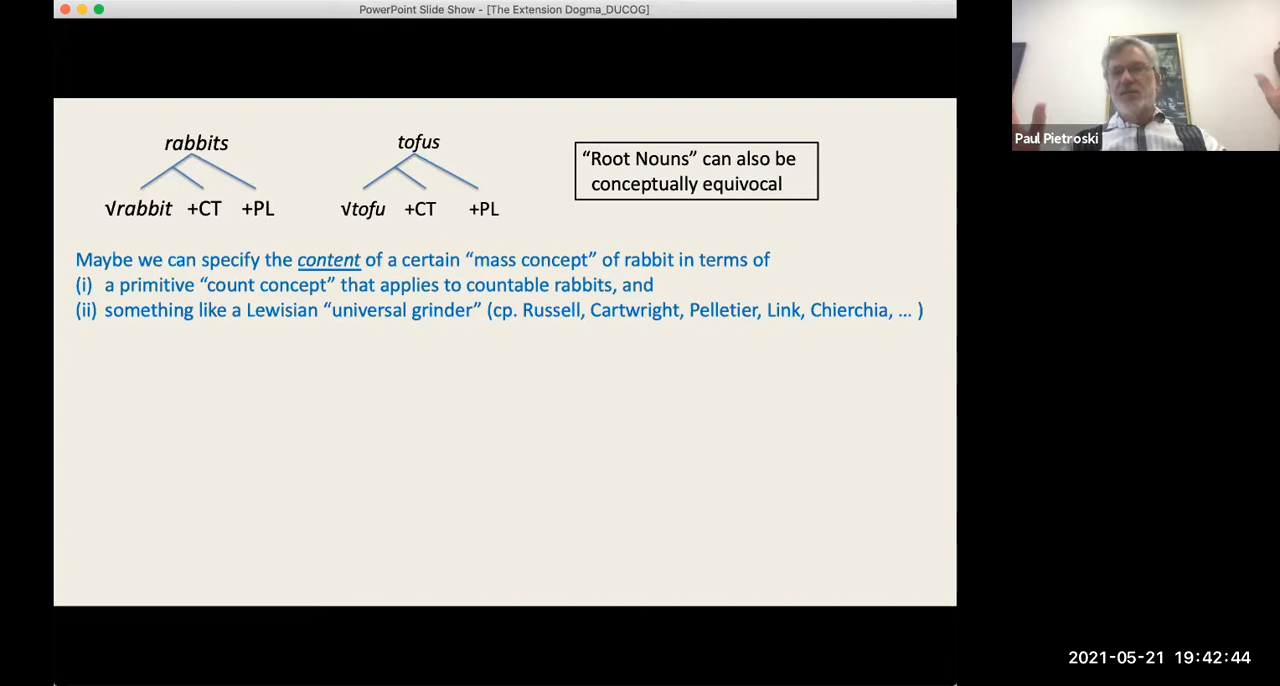 PowerPoint Slide Show - [The Extension Dogma_DUCOG]
Paul Pietroski
rabbits
tofus
√rabbit +CT +PL
√tofu +CT +PL
“Root Nouns” can also be
conceptually equivocal
Maybe we can specify the content of a certain “mass concept” of rabbit in terms of
(i) a primitive “count concept” that applies to countable rabbits, and
(ii) something like a Lewisian “universal grinder” (cp. Russell, Cartwright, Pelletier, Link, Chierchia, ... )
2021-05-21 19:42:44